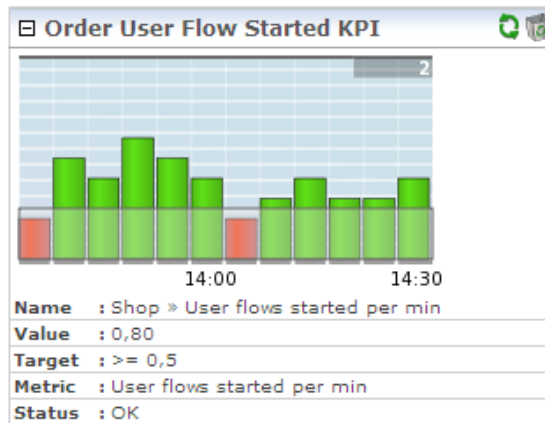 Order User Flow Started KPI
2
14:00 14:30
Name : Shop » User flows started per min
Value : 0,80
Target : >= 0,5
Metric : User flows started per min
Status : OK